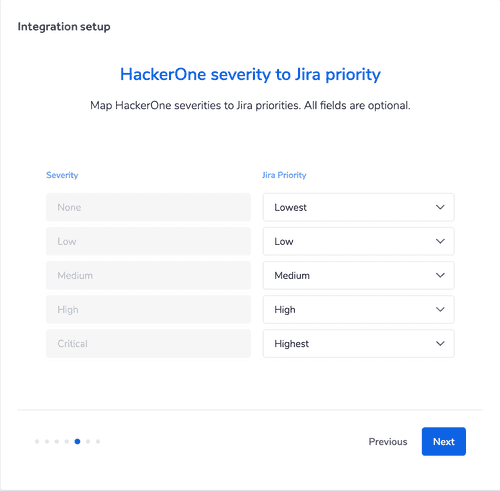 Integration setup
HackerOne severity to Jira priority
Map HackerOne severities to Jira priorities. All fields are optional.
Severity Jira Priority
None Lowest
Low Low
Medium Medium
High High
Critical Highest
Previous Next